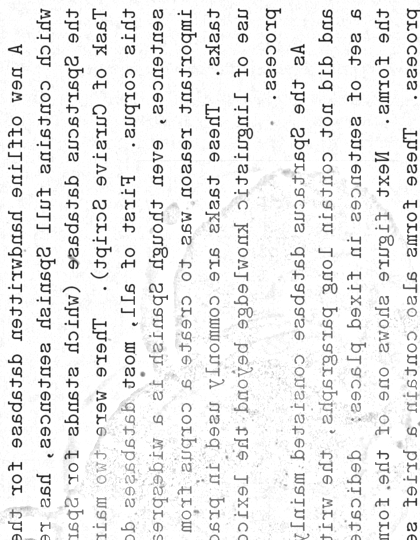 A new offline handwritten database for the
which contains full Spanish sentences, has re
the Spartacus database (which stands for Spar
Task of Cursive Script). There were two main
this corpus. First of all, most databases do
sentences, even though Spanish is a widesprea
important reason was to create a corpus from
tasks. These tasks are commonly used in prac
use of linguistic knowledge beyond the lexico
process.
As the Spartacus database consisted mainly
and did not contain long paragraphs, the writ
a set of sentences in fixed places: dedicate
the forms. Next figure shows one of the form
process. These forms also contain a brief set